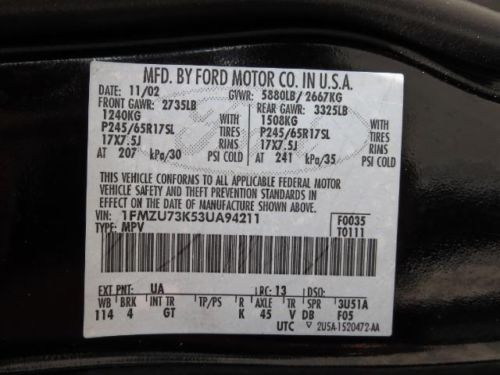 MFD. BY FORD MOTOR CO. IN U.S.A.
DATE: 11/02 GVWR: 5880LB/2667KG
FRONT GAWR: 2735LB REAR GAWR: 3325LB
1240KG WITH 1508KG WITH
P245/65R17SL TIRES P245/65R17SL TIRES
17X7.5J RIMS 17X7.5J RIMS
AT 207 kPa/30 AT 241 kPa/35
THIS VEHICLE CONFORMS TO ALL APPLICABLE FEDERAL MOTOR
VEHICLE SAFETY AND THEFT PREVENTION STANDARDS IN EFFECT ON
THE DATE OF MANUFACTURE SHOWN ABOVE.
VIN: 1FMZU73K53UA94211 F0035
TYPE: MPV T0111
EXT PNT: UA RC: 13 DSO:
WB BRK INT TR TP/PS R AXLE TR SPR 3U51A
114 4 GT K 45 V DB F05
UTC 2U5A-1520472-AA